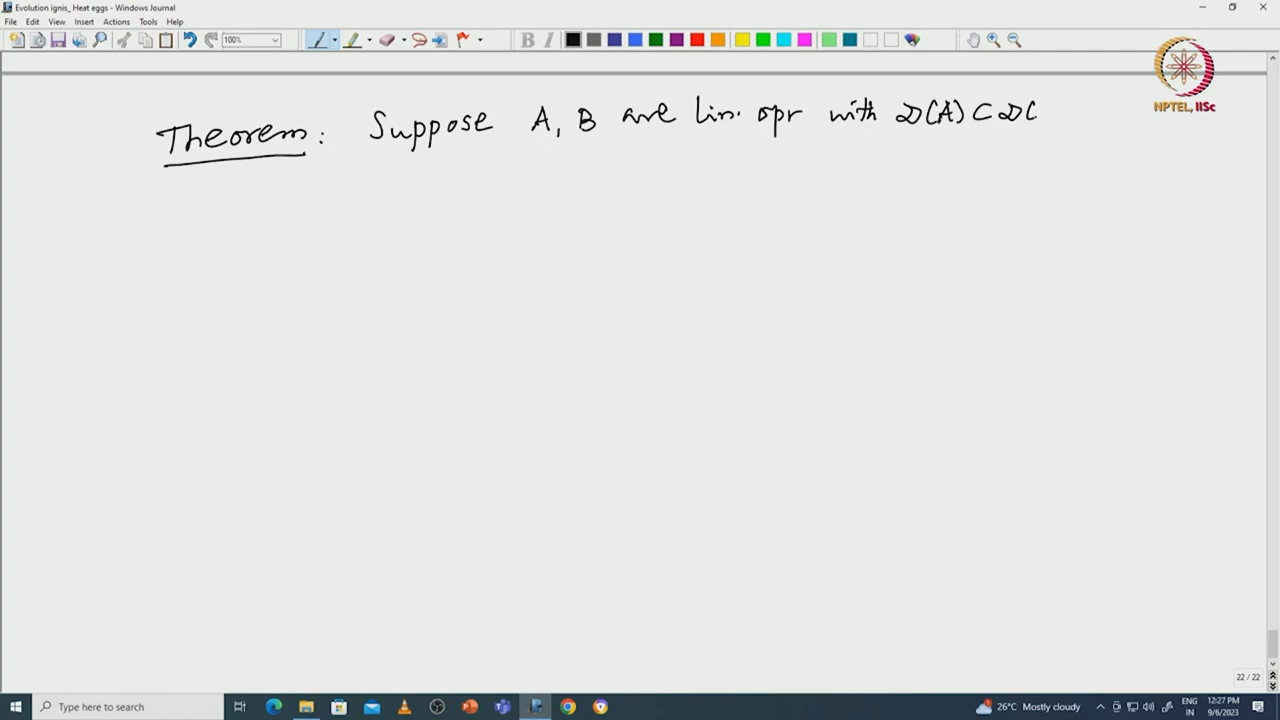 Evolution ignis_ Heat eggs - Windows Journal
File Edit View Insert Actions Tools Help
100%
B I
NPTEL, IISc
Theorem: Suppose A, B are lin. opr with D(A) ⊂ D(
22 / 22
Type here to search
26°C Mostly cloudy
ENG
IN
12:27 PM
9/6/2023